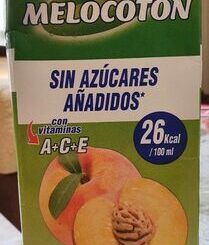 MELOCOTÓN
SIN AZÚCARES
AÑADIDOS*
con
vitaminas
A+C+E
26 Kcal
/100 ml